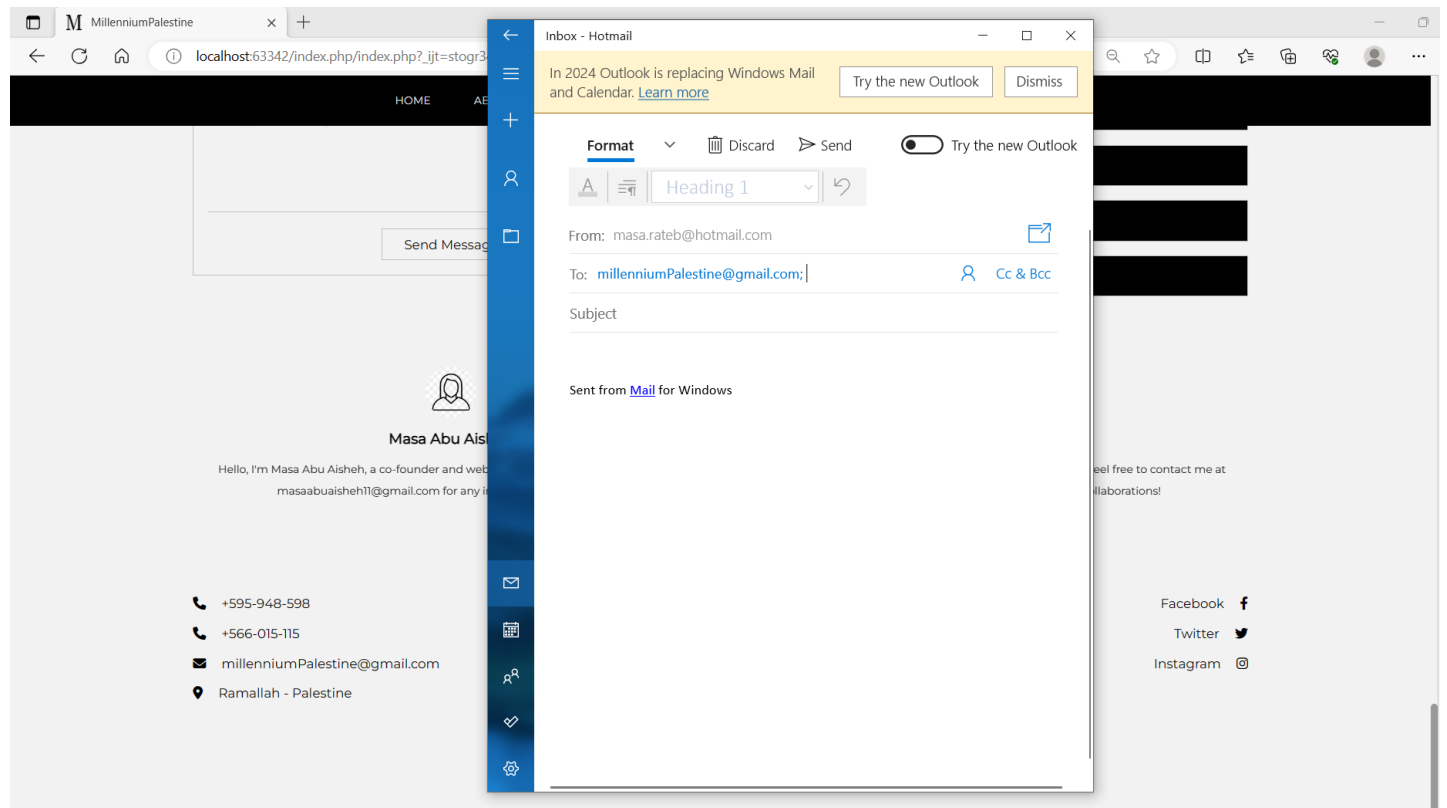 MillenniumPalestine
localhost:63342/index.php/index.php?_ijt=stogr3
HOME
Send Messag
Masa Abu Ais
Hello, I'm Masa Abu Aisheh, a co-founder and web
masaabuaisheh11@gmail.com for any i
+595-948-598
+566-015-115
millenniumPalestine@gmail.com
Ramallah - Palestine
Inbox - Hotmail
In 2024 Outlook is replacing Windows Mail
and Calendar. Learn more
Try the new Outlook
Dismiss
Format
Discard
Send
Try the new Outlook
Heading 1
From: masa.rateb@hotmail.com
To: millenniumPalestine@gmail.com;
Cc & Bcc
Subject
Sent from Mail for Windows
eel free to contact me at
llaborations!
Facebook
Twitter
Instagram